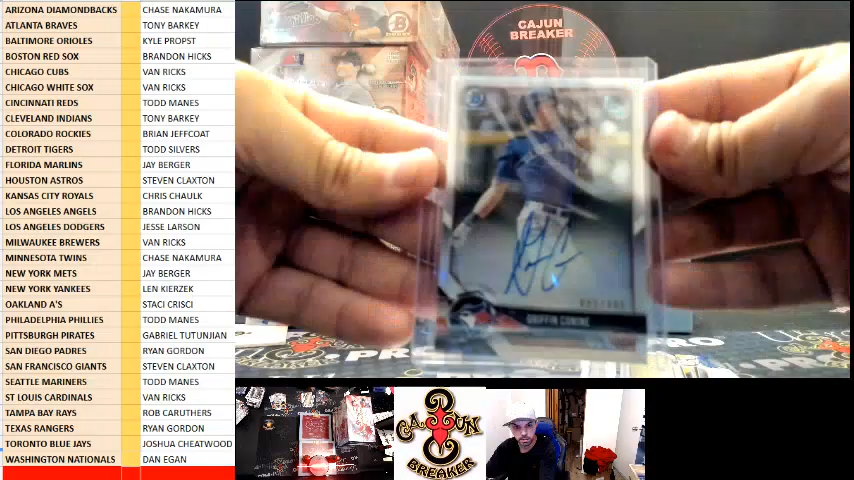 ARIZONA DIAMONDBACKS CHASE NAKAMURA
ATLANTA BRAVES TONY BARKEY
BALTIMORE ORIOLES KYLE PROPST
BOSTON RED SOX BRANDON HICKS
CHICAGO CUBS VAN RICKS
CHICAGO WHITE SOX VAN RICKS
CINCINNATI REDS TODD MANES
CLEVELAND INDIANS TONY BARKEY
COLORADO ROCKIES BRIAN JEFFCOAT
DETROIT TIGERS TODD SILVERS
FLORIDA MARLINS JAY BERGER
HOUSTON ASTROS STEVEN CLAXTON
KANSAS CITY ROYALS CHRIS CHAULK
LOS ANGELES ANGELS BRANDON HICKS
LOS ANGELES DODGERS JESSE LARSON
MILWAUKEE BREWERS VAN RICKS
MINNESOTA TWINS CHASE NAKAMURA
NEW YORK METS JAY BERGER
NEW YORK YANKEES LEN KIERZEK
OAKLAND A'S STACI CRISCI
PHILADELPHIA PHILLIES TODD MANES
PITTSBURGH PIRATES GABRIEL TUTUNJIAN
SAN DIEGO PADRES RYAN GORDON
SAN FRANCISCO GIANTS STEVEN CLAXTON
SEATTLE MARINERS TODD MANES
ST LOUIS CARDINALS VAN RICKS
TAMPA BAY RAYS ROB CARUTHERS
TEXAS RANGERS RYAN GORDON
TORONTO BLUE JAYS JOSHUA CHEATWOOD
WASHINGTON NATIONALS DAN EGAN
CAJUN
BREAKER
GRIFFIN CONINE
CAJUN
BREAKER